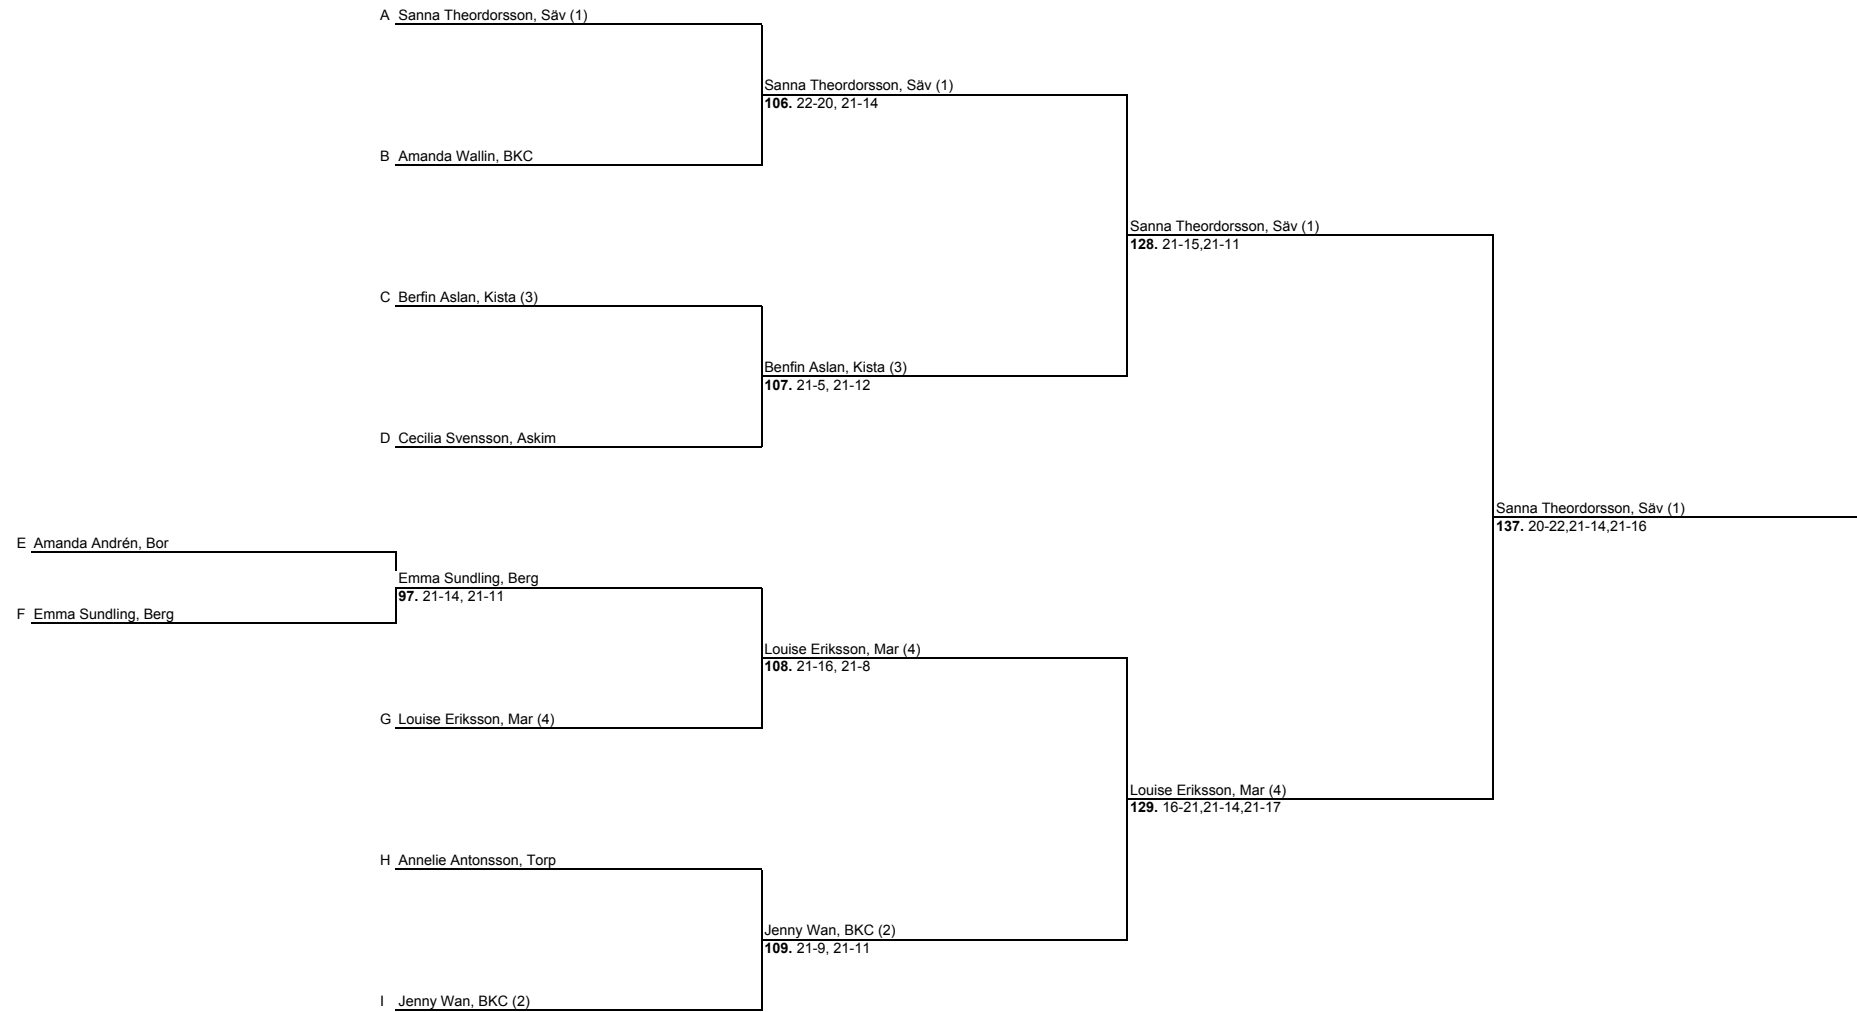 A Sanna Theordorsson, Säv (1)
Sanna Theordorsson, Säv (1)
106. 22-20, 21-14
B Amanda Wallin, BKC
Sanna Theordorsson, Säv (1)
128. 21-15,21-11
C Berfin Aslan, Kista (3)
Benfin Aslan, Kista (3)
107. 21-5, 21-12
D Cecilia Svensson, Askim
Sanna Theordorsson, Säv (1)
137. 20-22,21-14,21-16
E Amanda Andrén, Bor
Emma Sundling, Berg
97. 21-14, 21-11
F Emma Sundling, Berg
Louise Eriksson, Mar (4)
108. 21-16, 21-8
G Louise Eriksson, Mar (4)
Louise Eriksson, Mar (4)
129. 16-21,21-14,21-17
H Annelie Antonsson, Torp
Jenny Wan, BKC (2)
109. 21-9, 21-11
I Jenny Wan, BKC (2)